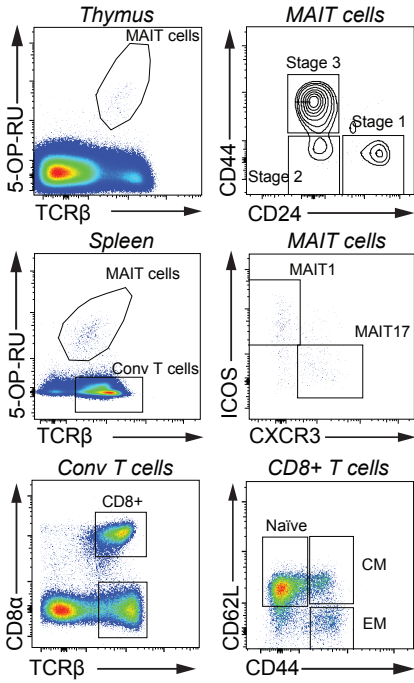 Thymus
MAIT cells
5-OP-RU
TCRβ
MAIT cells
Stage 3
Stage 1
Stage 2
CD44
CD24
Spleen
MAIT cells
Conv T cells
5-OP-RU
TCRβ
MAIT cells
MAIT1
MAIT17
ICOS
CXCR3
Conv T cells
CD8+
CD8α
TCRβ
CD8+ T cells
Naïve
CM
EM
CD62L
CD44